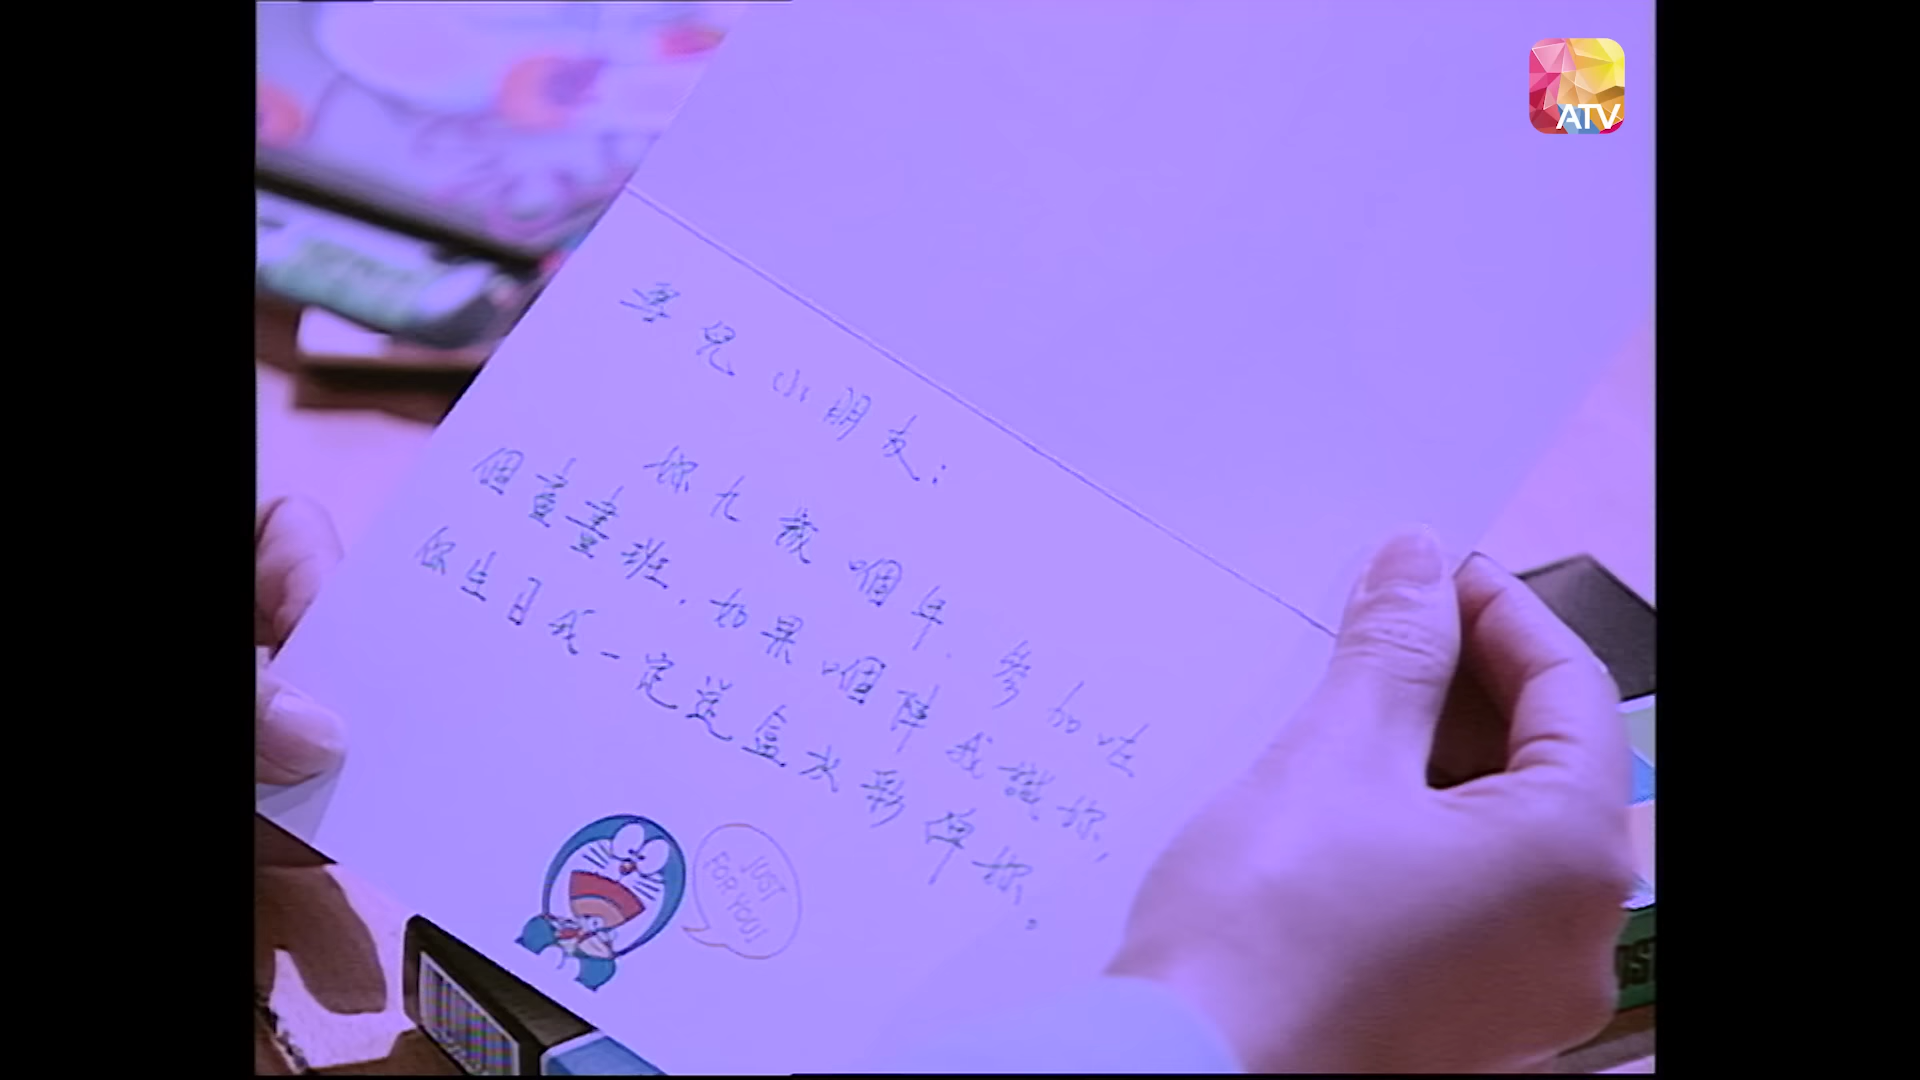 兒小朋友:
你九歲嗰年.參加咗
個畫畫班.如果嗰陣我識你,
你生日我一定送盒水彩俾你。
JUST
FOR YOU!
ATV